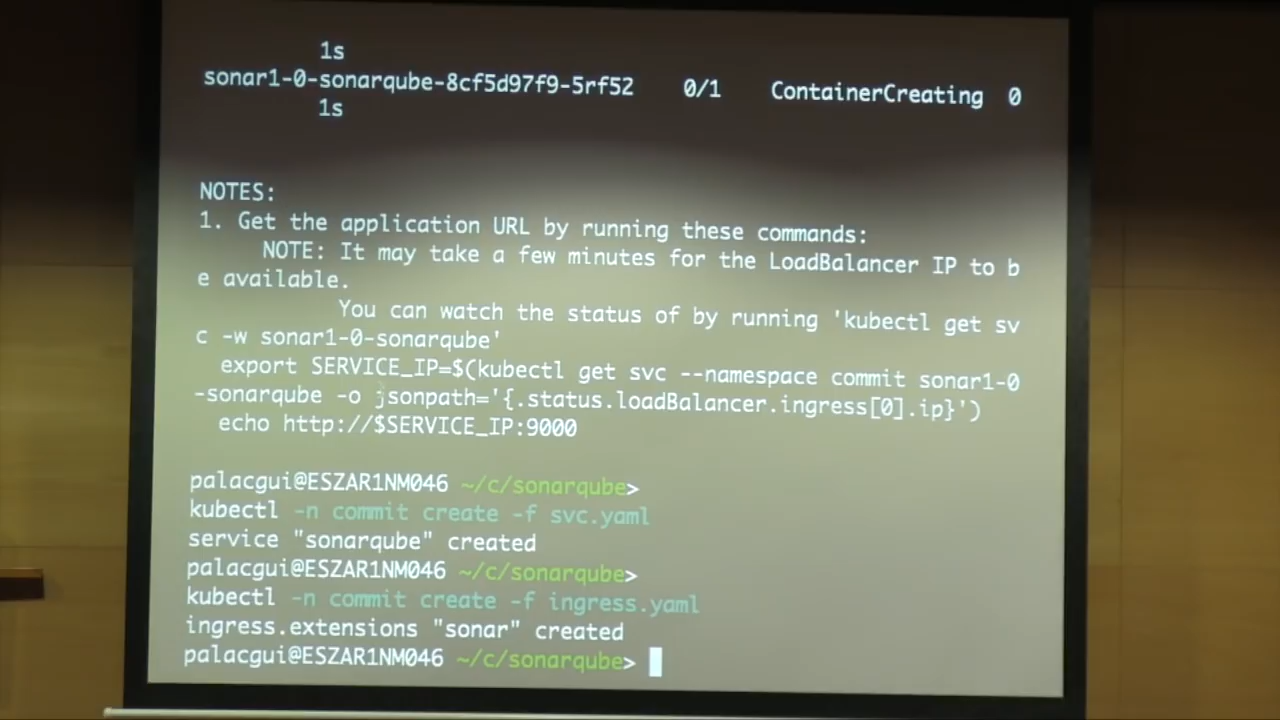 1s
sonar1-0-sonarqube-8cf5d97f9-5rf52 0/1 ContainerCreating 0
1s
NOTES:
1. Get the application URL by running these commands:
NOTE: It may take a few minutes for the LoadBalancer IP to b
e available.
You can watch the status of by running 'kubectl get sv
c -w sonar1-0-sonarqube'
export SERVICE_IP=$(kubectl get svc --namespace commit sonar1-0
-sonarqube -o jsonpath='{.status.loadBalancer.ingress[0].ip}')
echo http://$SERVICE_IP:9000
palacgui@ESZAR1NM046 ~/c/sonarqube>
kubectl -n commit create -f svc.yaml
service "sonarqube" created
palacgui@ESZAR1NM046 ~/c/sonarqube>
kubectl -n commit create -f ingress.yaml
ingress.extensions "sonar" created
palacgui@ESZAR1NM046 ~/c/sonarqube>